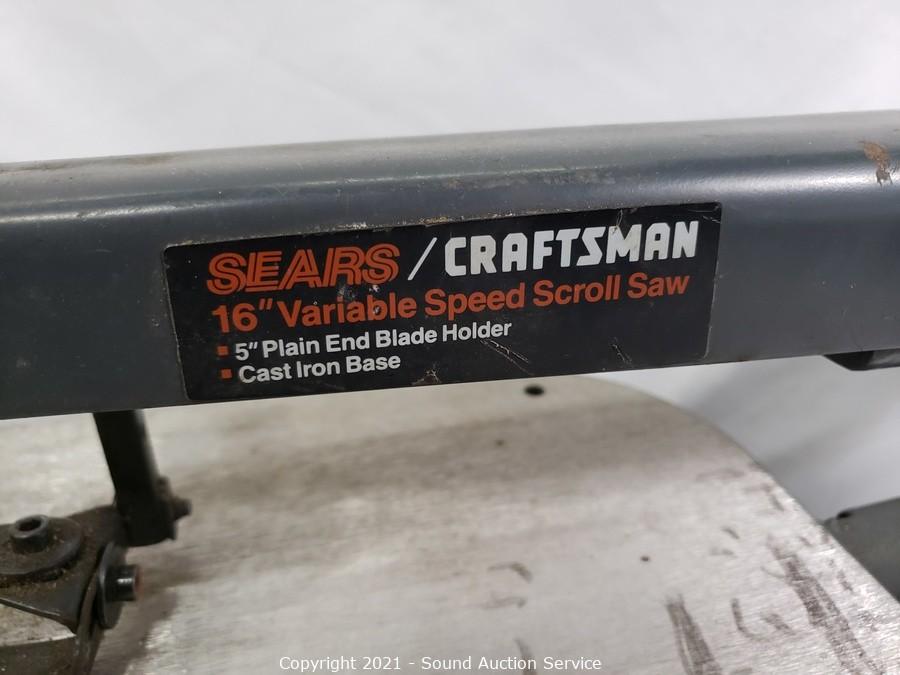 SEARS / CRAFTSMAN
16" Variable Speed Scroll Saw
▪ 5" Plain End Blade Holder
▪ Cast Iron Base
Copyright 2021 - Sound Auction Service